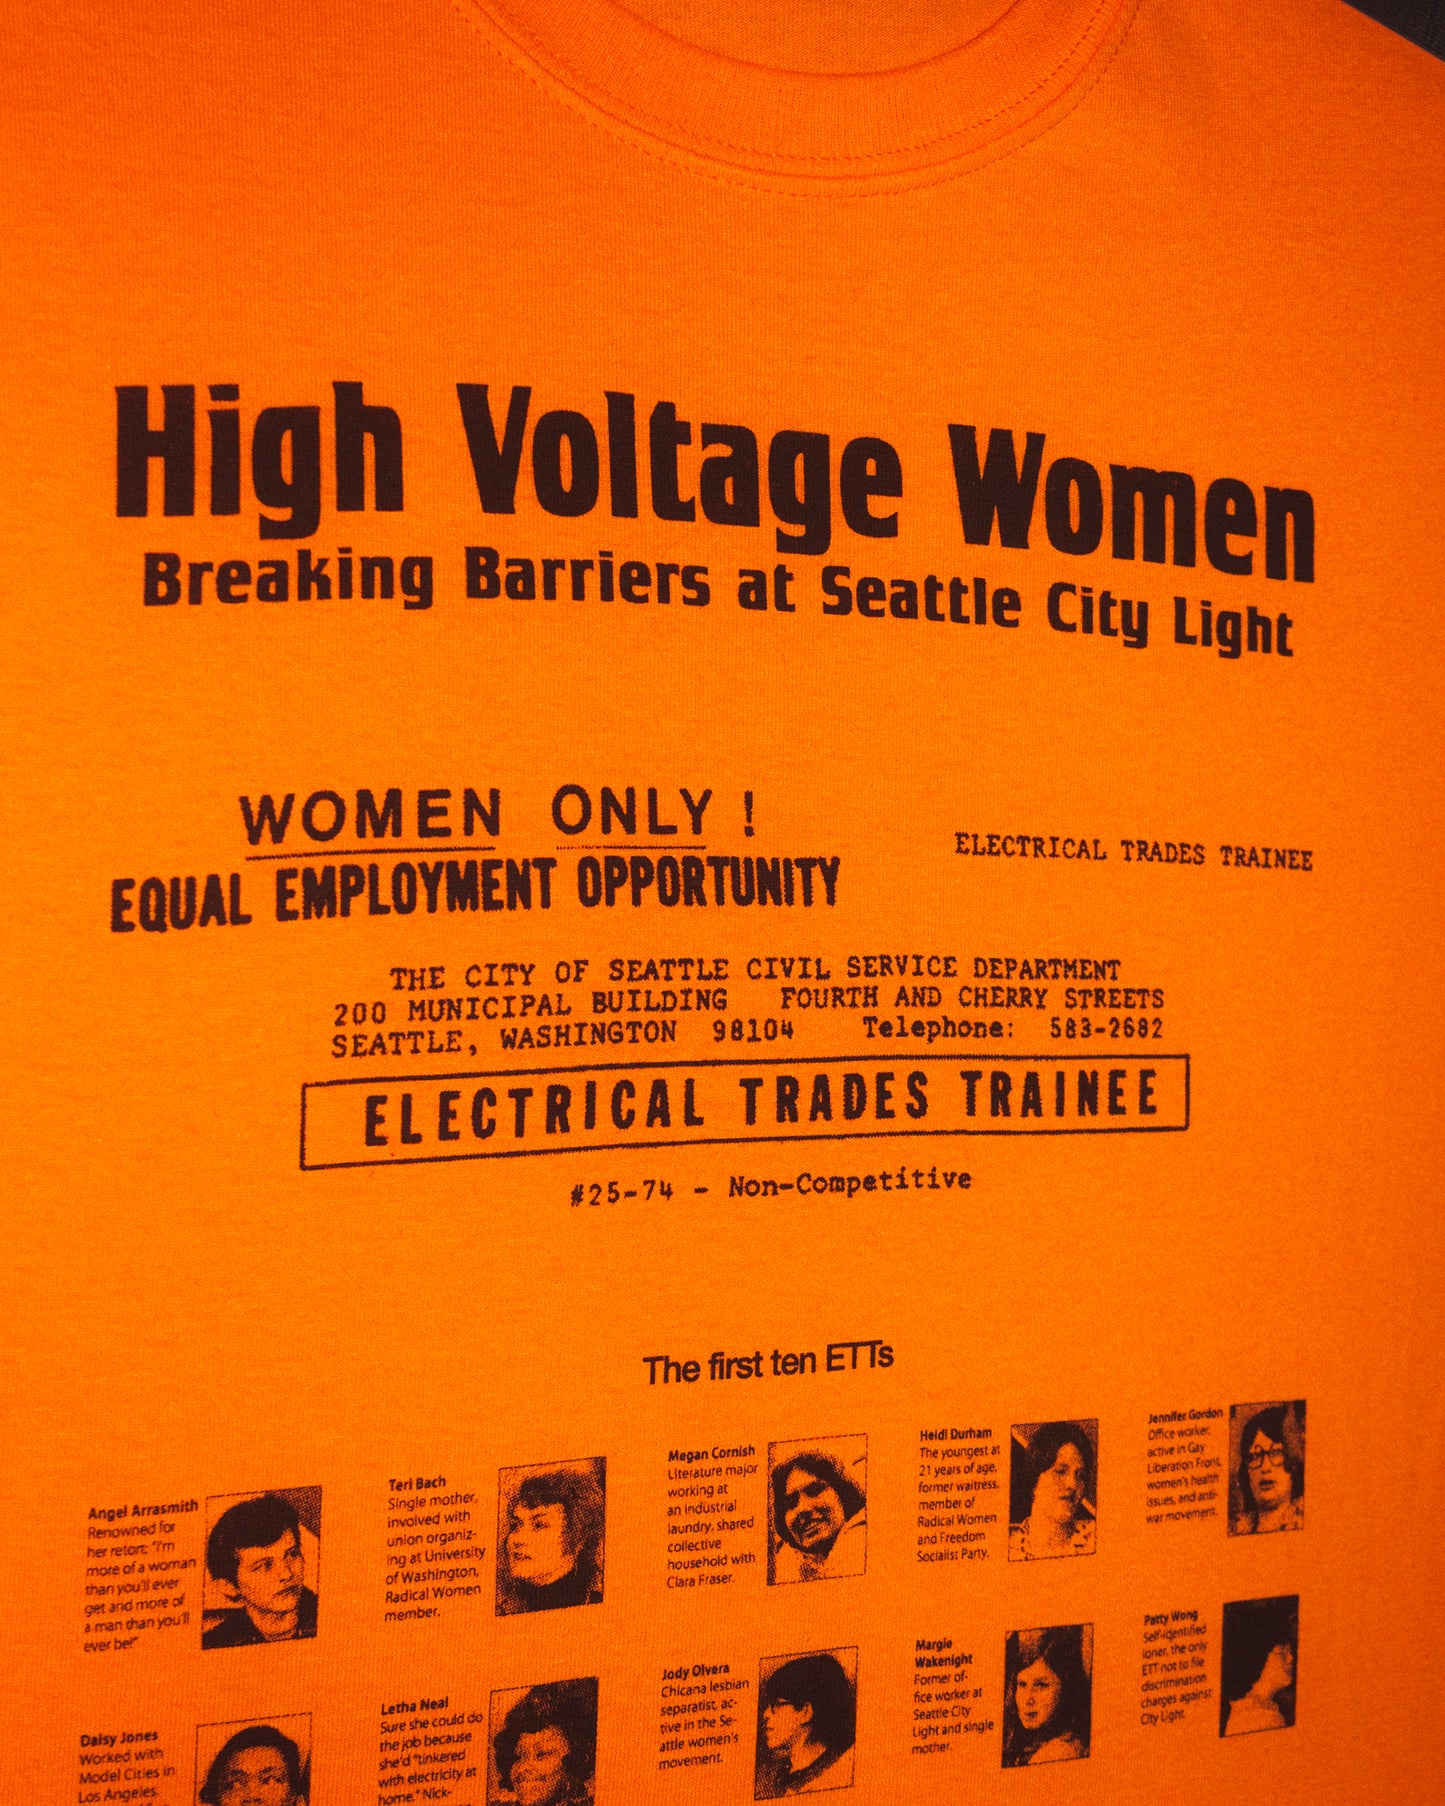 High Voltage Women
Breaking Barriers at Seattle City Light
WOMEN ONLY !
EQUAL EMPLOYMENT OPPORTUNITY
ELECTRICAL TRADES TRAINEE
THE CITY OF SEATTLE CIVIL SERVICE DEPARTMENT
200 MUNICIPAL BUILDING FOURTH AND CHERRY STREETS
SEATTLE, WASHINGTON 98104 Telephone: 583-2682
ELECTRICAL TRADES TRAINEE
#25-74 - Non-Competitive
The first ten ETTs
Angel Arrasmith
Renowned for
her retort: "I'm
more of a woman
than you'll ever
get and more of
a man than you'll
ever be!"
Teri Bach
Single mother,
involved with
union organiz-
ing at University
of Washington,
Radical Women
member.
Megan Cornish
Literature major
working at
an industrial
laundry, shared
collective
household with
Clara Fraser.
Heidi Durham
The youngest at
21 years of age,
former waitress,
member of
Radical Women
and Freedom
Socialist Party.
Jennifer Gordon
Office worker,
active in Gay
Liberation Front,
women's health
issues, and anti-
war movement.
Daisy Jones
Worked with
Model Cities in
Los Angeles
Letha Neal
Sure she could do
the job because
she'd "tinkered
with electricity at
home." Nick-
Jody Olvera
Chicana lesbian
separatist, ac-
tive in the Se-
attle women's
movement.
Margie
Wakenight
Former of-
fice worker at
Seattle City
Light and single
mother.
Patty Wong
Self-identified
loner, the only
ETT not to file
discrimination
charges against
City Light.